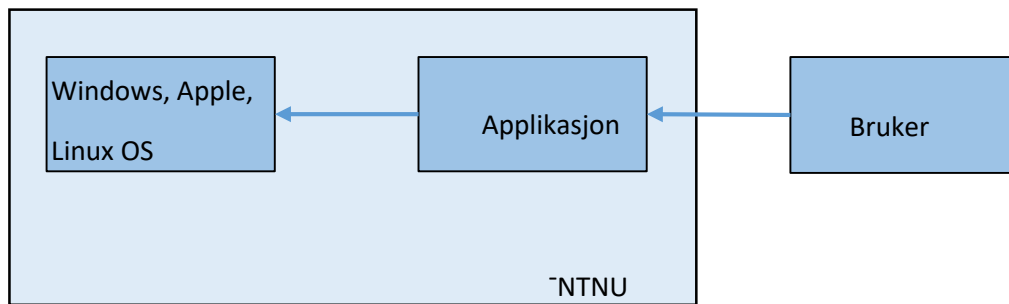 Windows, Apple,
Linux OS
Applikasjon
Bruker
¯NTNU